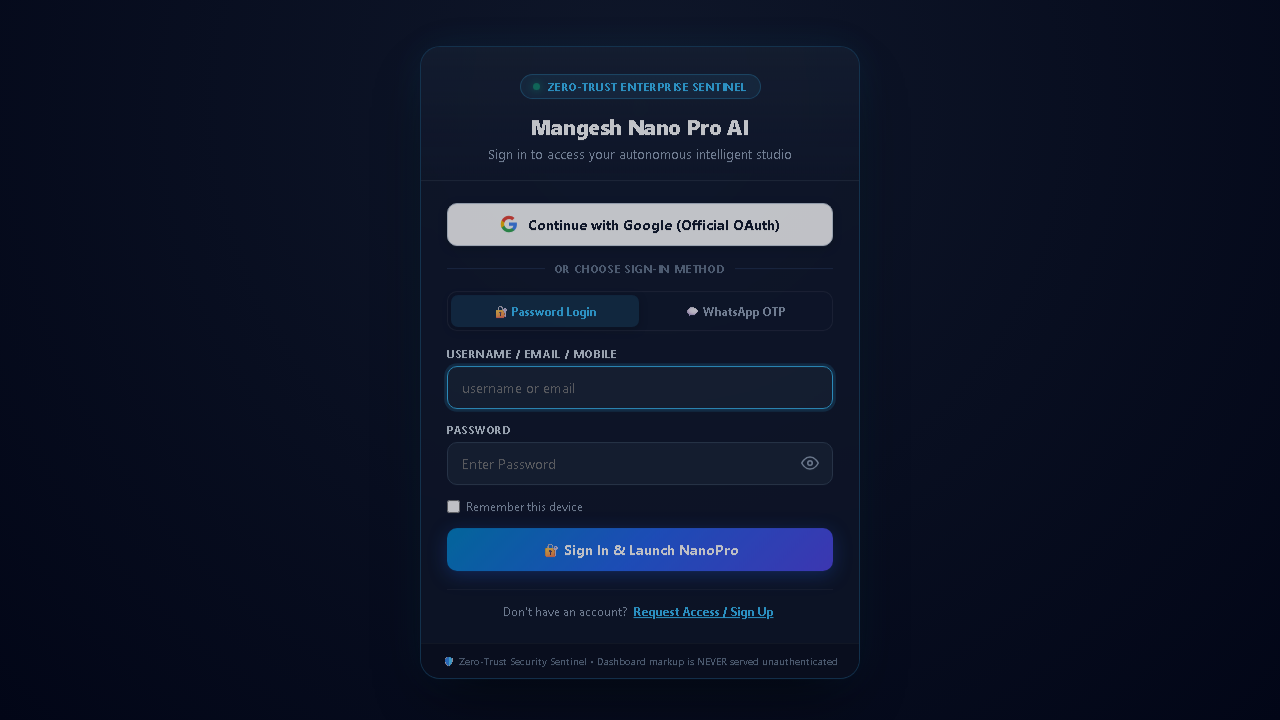 ZERO-TRUST ENTERPRISE SENTINEL
Mangesh Nano Pro AI
Sign in to access your autonomous intelligent studio
Continue with Google (Official OAuth)
OR CHOOSE SIGN-IN METHOD
🔐 Password Login
💬 WhatsApp OTP
USERNAME / EMAIL / MOBILE
username or email
PASSWORD
Enter Password
Remember this device
🔐 Sign In & Launch NanoPro
Don't have an account? Request Access / Sign Up
🛡️ Zero-Trust Security Sentinel • Dashboard markup is NEVER served unauthenticated